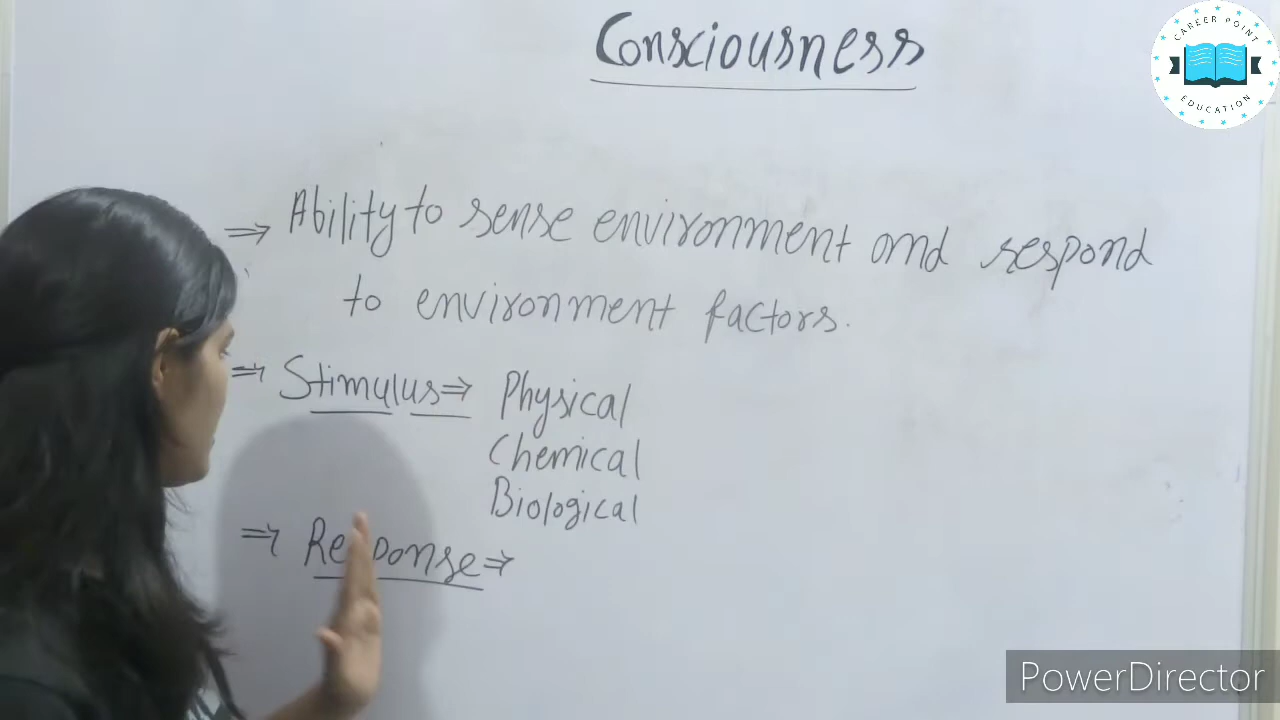 Consciousness
CAREER POINT
EDUCATION
⇒ Ability to sense environment and respond
to environment factors.
⇒ Stimulus ⇒ Physical
Chemical
Biological
⇒ Response ⇒
PowerDirector